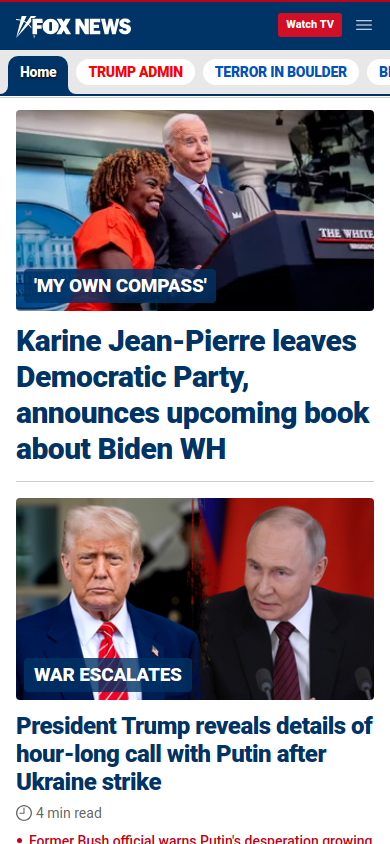 FOX NEWS
Watch TV
Home
TRUMP ADMIN
TERROR IN BOULDER
THE WHITE
'MY OWN COMPASS'
Karine Jean-Pierre leaves
Democratic Party,
announces upcoming book
about Biden WH
WAR ESCALATES
President Trump reveals details of
hour-long call with Putin after
Ukraine strike
4 min read
• Former Bush official warns Putin's desperation growing